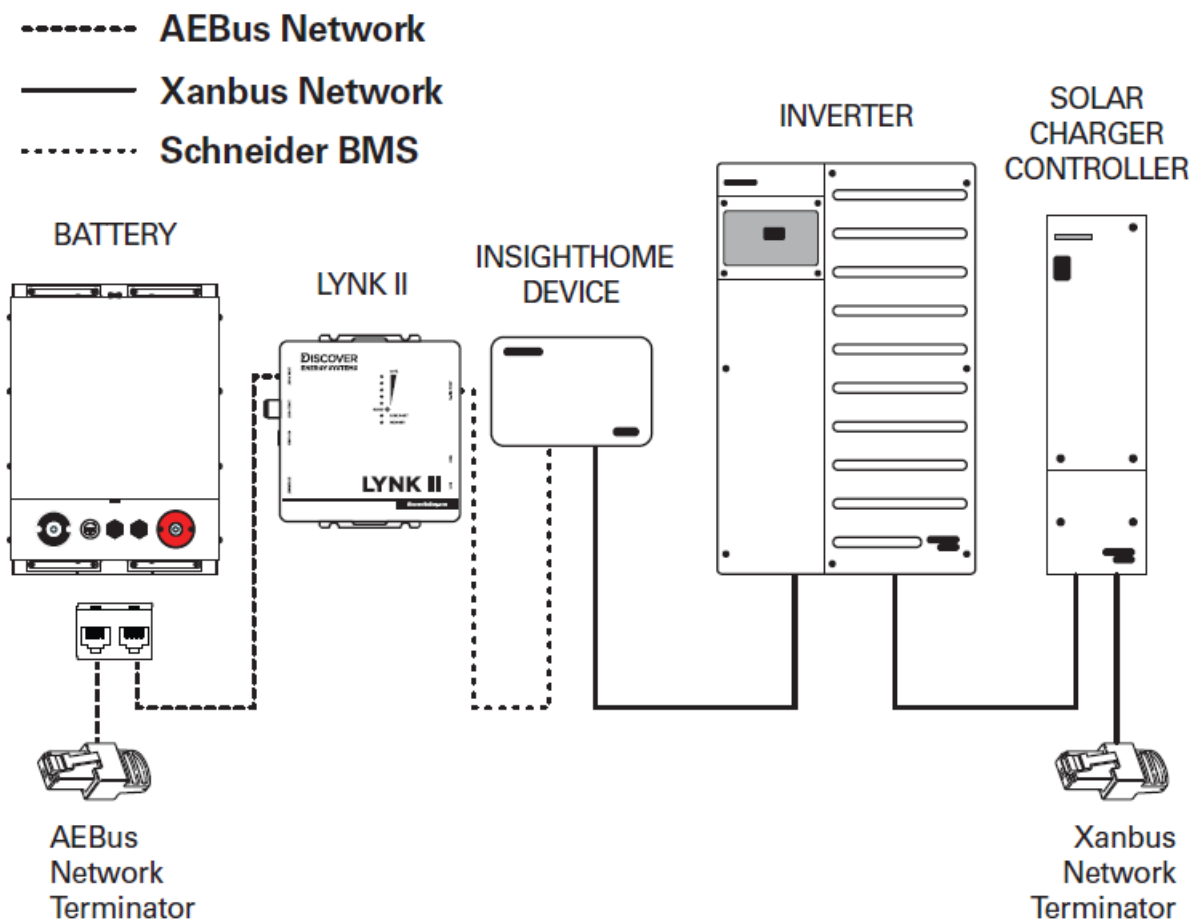 AEBus Network
Xanbus Network
Schneider BMS
BATTERY
LYNK II
INSIGHTHOME
DEVICE
INVERTER
SOLAR
CHARGER
CONTROLLER
DISCOVER
ENERGY SYSTEMS
LYNK II
AEBus
Network
Terminator
Xanbus
Network
Terminator